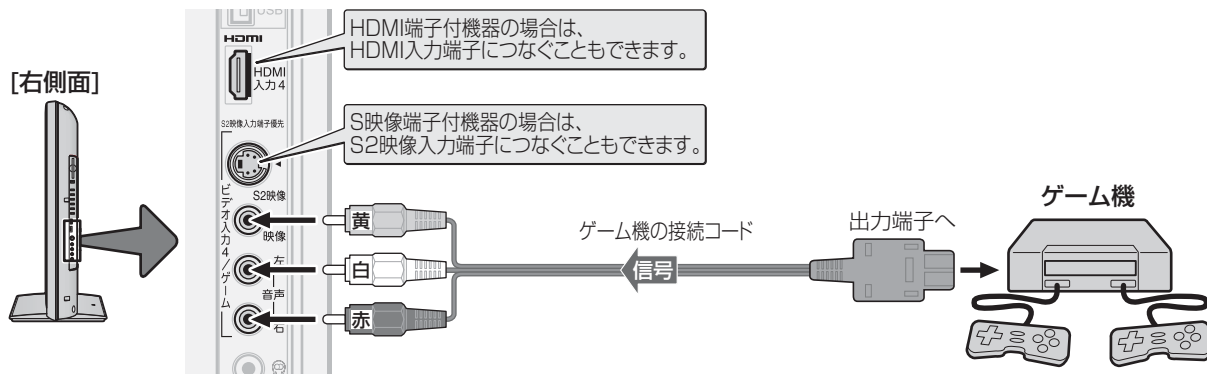 USB
HDMI
HDMI端子付機器の場合は、
HDMI入力端子につなぐこともできます。
[右側面]
HDMI
入力4
S2映像入力端子優先
S映像端子付機器の場合は、
S2映像入力端子につなぐこともできます。
S2映像
ビデオ入力4/ゲーム
映像
左
音声
右
黄
白
赤
ゲーム機の接続コード
信号
出力端子へ
ゲーム機